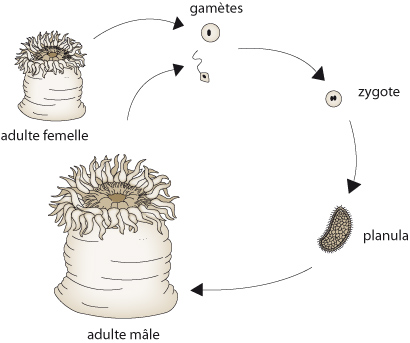 gamètes
zygote
adulte femelle
planula
adulte mâle